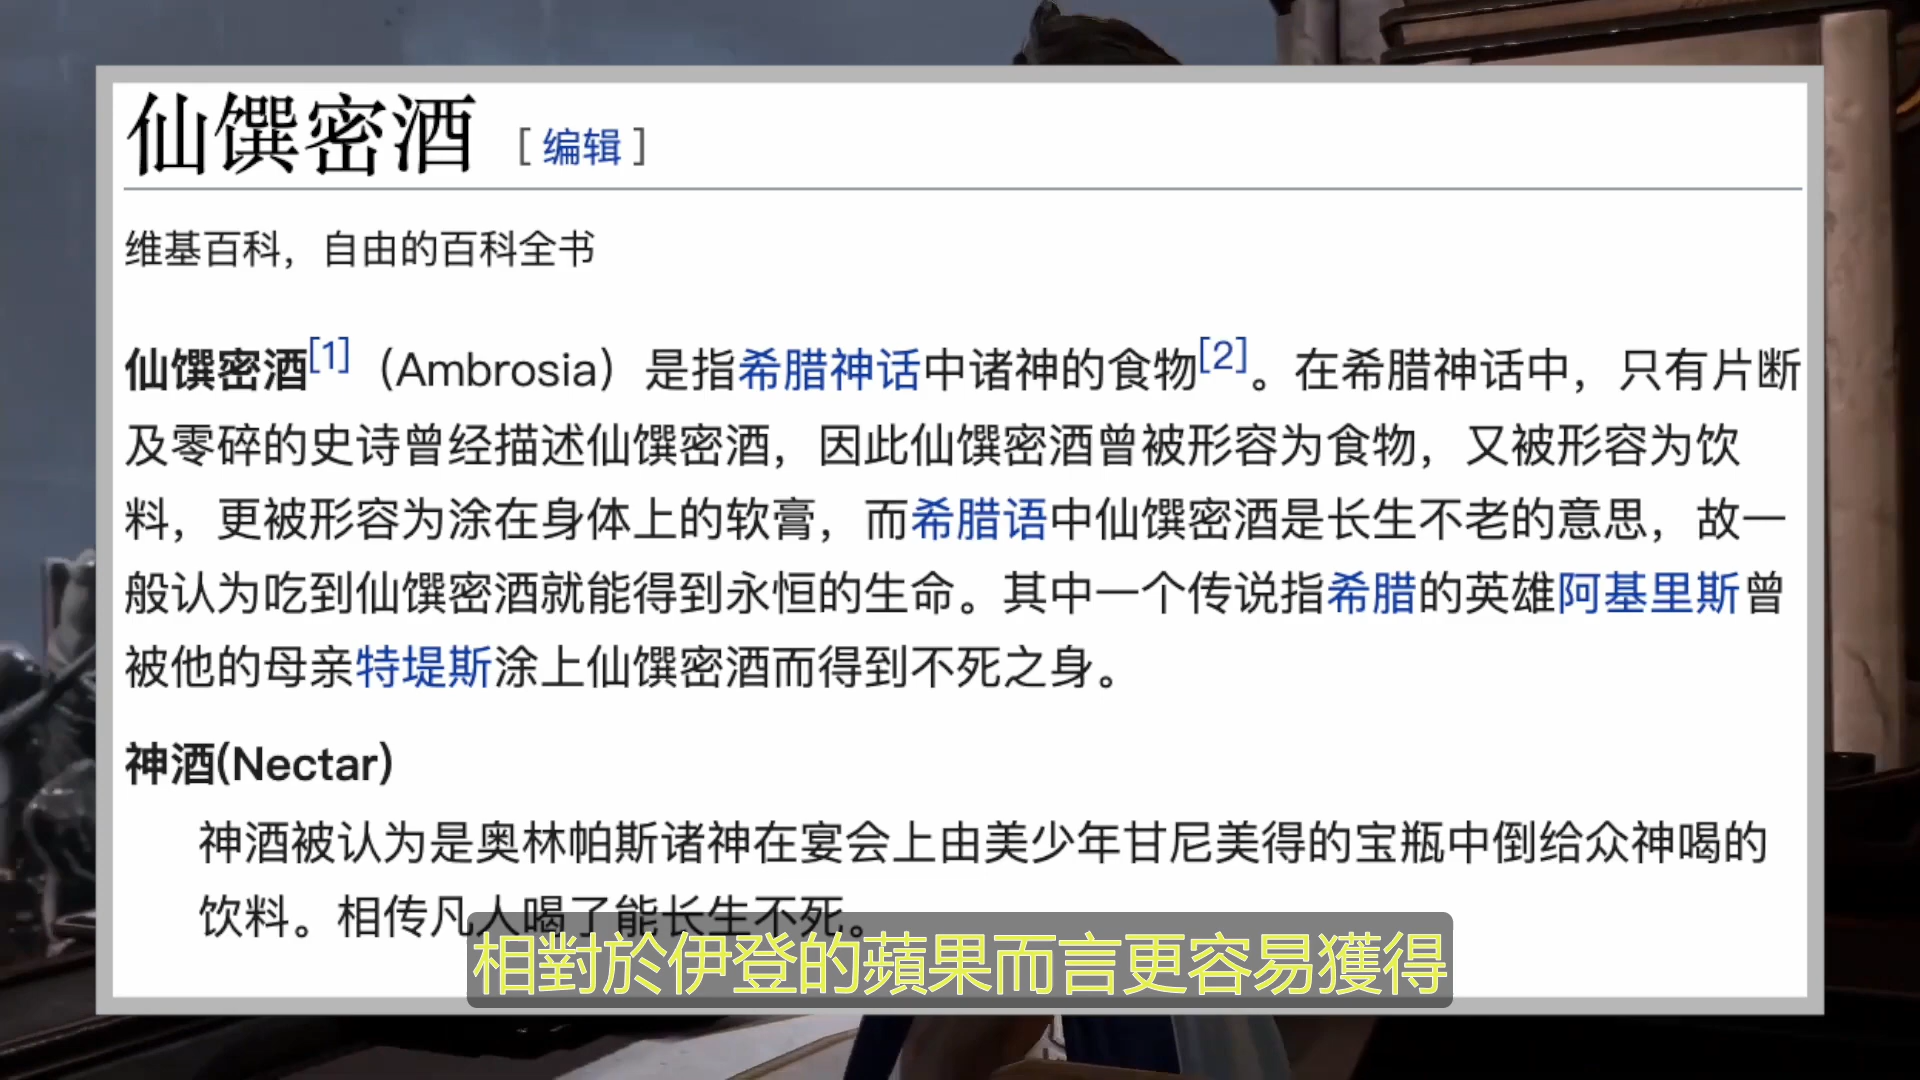 仙馔密酒 [编辑]
维基百科，自由的百科全书
仙馔密酒[1]（Ambrosia）是指希腊神话中诸神的食物[2]。在希腊神话中，只有片断
及零碎的史诗曾经描述仙馔密酒，因此仙馔密酒曾被形容为食物，又被形容为饮
料，更被形容为涂在身体上的软膏，而希腊语中仙馔密酒是长生不老的意思，故一
般认为吃到仙馔密酒就能得到永恒的生命。其中一个传说指希腊的英雄阿基里斯曾
被他的母亲特堤斯涂上仙馔密酒而得到不死之身。
神酒(Nectar)
神酒被认为是奥林帕斯诸神在宴会上由美少年甘尼美得的宝瓶中倒给众神喝的
饮料。相传凡人喝了能长生不死。
相對於伊登的蘋果而言更容易獲得